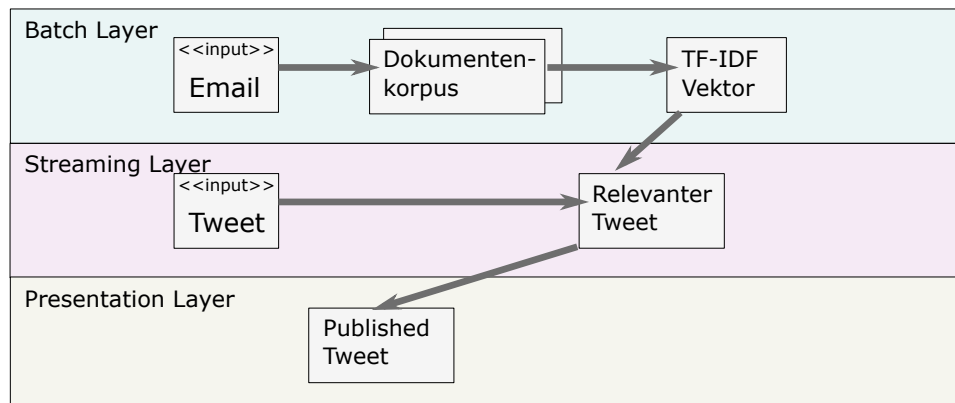 Batch Layer
<<input>>
Email
Dokumenten-
korpus
TF-IDF
Vektor
Streaming Layer
<<input>>
Tweet
Relevanter
Tweet
Presentation Layer
Published
Tweet